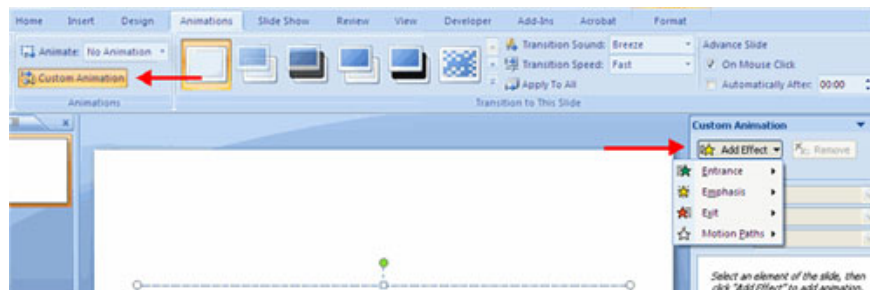 Home Insert Design Animations Slide Show Review View Developer Add-Ins Acrobat Format
Animate: No Animation
Custom Animation
Animations
Transition Sound: Breeze
Transition Speed: Fast
Apply To All
Transition to This Slide
Advance Slide
On Mouse Click
Automatically After: 00:00
Custom Animation
Add Effect
Remove
Entrance
Emphasis
Exit
Motion Paths
Select an element of the slide, then
click "Add Effect" to add animation.